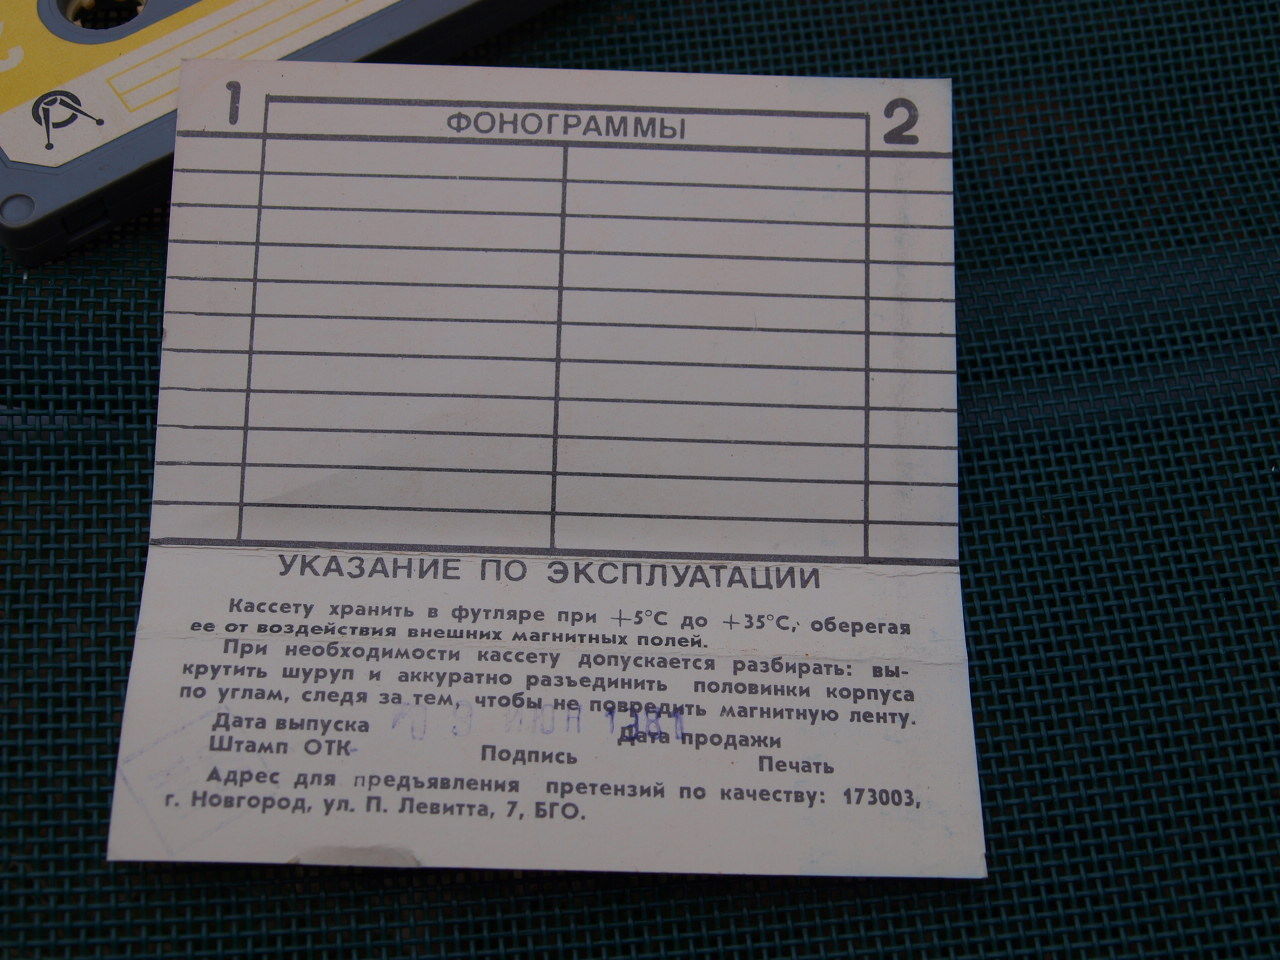 1 ФОНОГРАММЫ 2
УКАЗАНИЕ ПО ЭКСПЛУАТАЦИИ
Кассету хранить в футляре при +5°C до +35°C, оберегая
ее от воздействия внешних магнитных полей.
При необходимости кассету допускается разбирать: вы-
крутить шуруп и аккуратно разъединить половинки корпуса
по углам, следя за тем, чтобы не повредить магнитную ленту.
Дата выпуска Дата продажи
Штамп ОТК Подпись Печать
Адрес для предъявления претензий по качеству: 173003,
г. Новгород, ул. П. Левитта, 7, БГО.